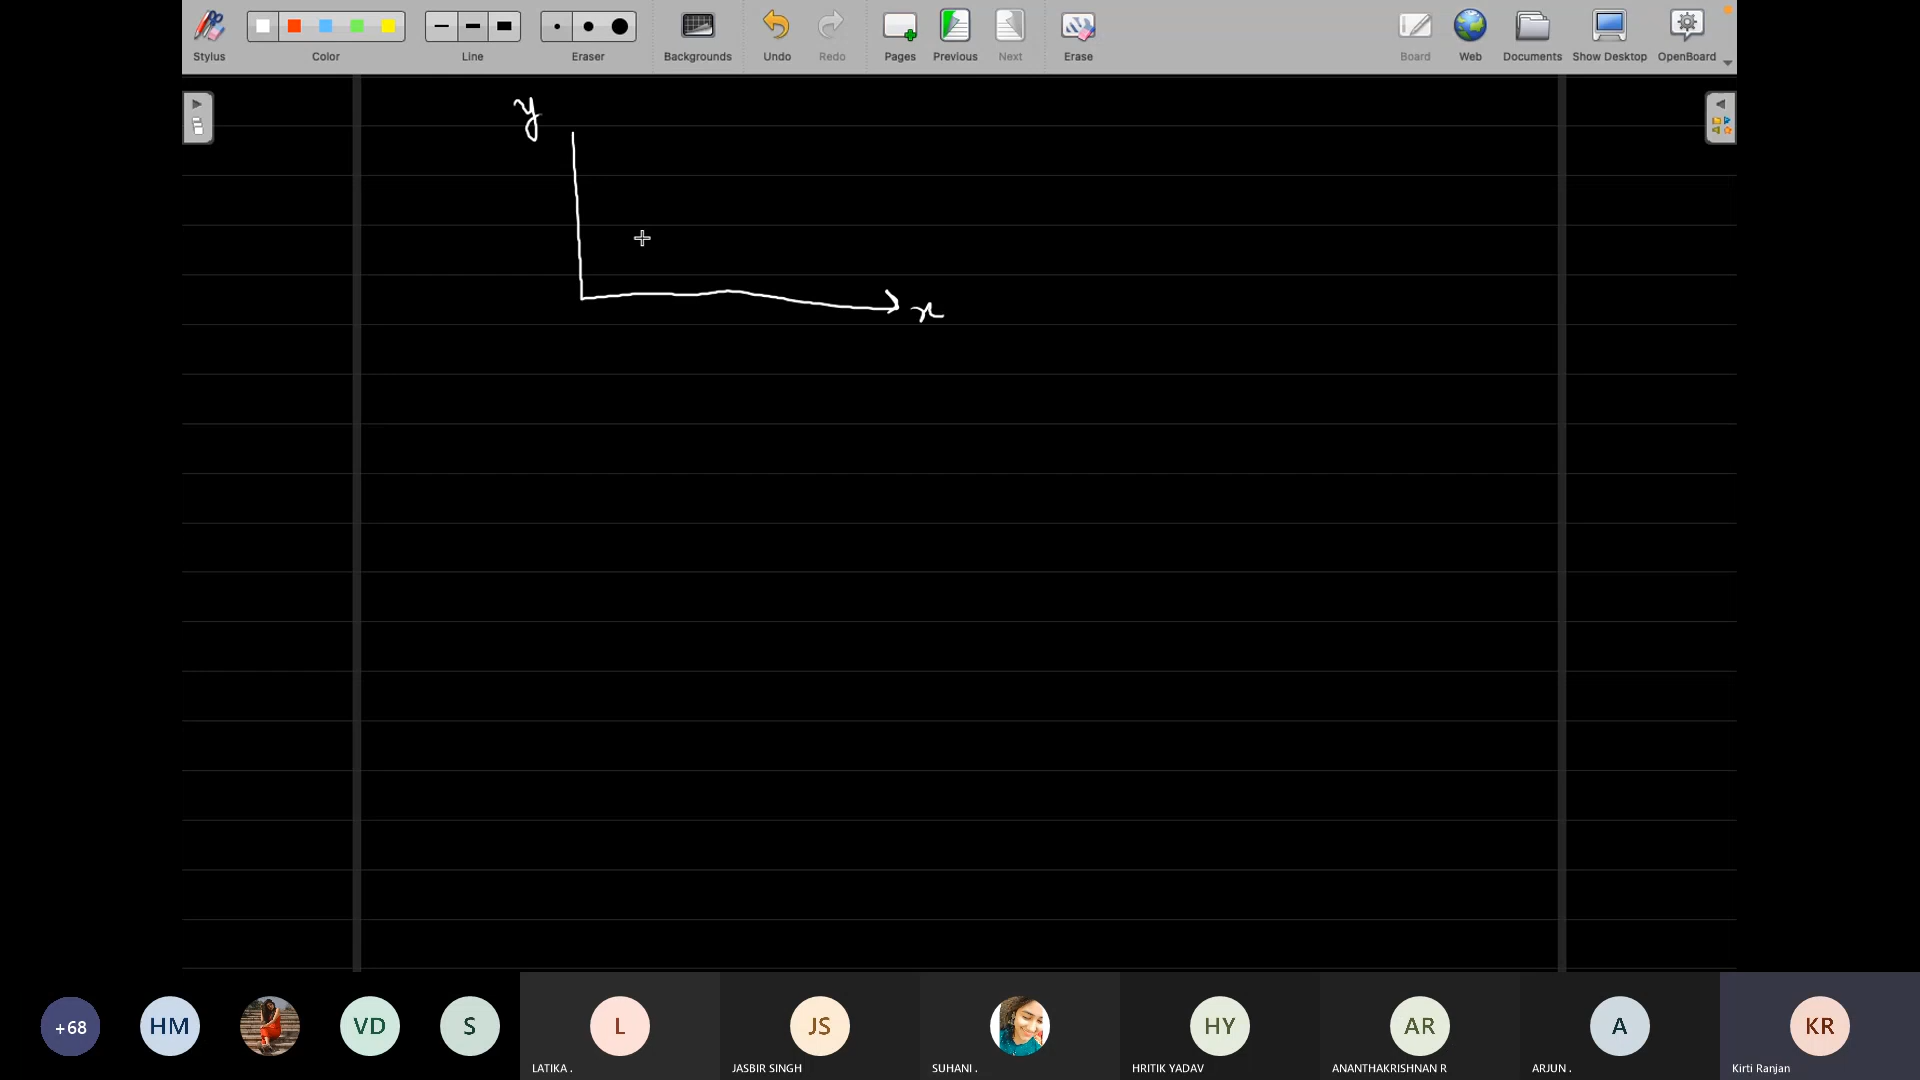 Stylus Color Line Eraser Backgrounds Undo Redo Pages Previous Next Erase Board Web Documents Show Desktop OpenBoard
y
x
+68 HM VD S L JS HY AR A KR
LATIKA . JASBIR SINGH SUHANI . HRITIK YADAV ANANTHAKRISHNAN R ARJUN . Kirti Ranjan